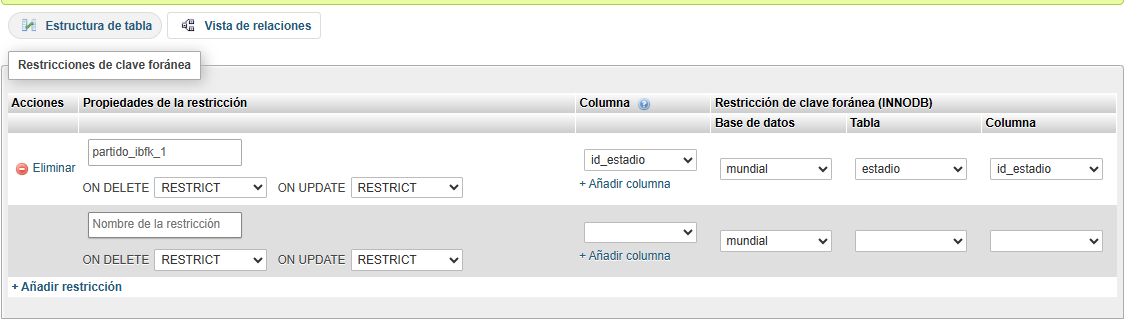 Estructura de tabla Vista de relaciones
Restricciones de clave foránea
Acciones Propiedades de la restricción Columna Restricción de clave foránea (INNODB)
Base de datos Tabla Columna
partido_ibfk_1
Eliminar id_estadio mundial estadio id_estadio
ON DELETE RESTRICT ON UPDATE RESTRICT + Añadir columna
Nombre de la restricción
mundial
ON DELETE RESTRICT ON UPDATE RESTRICT + Añadir columna
+ Añadir restricción